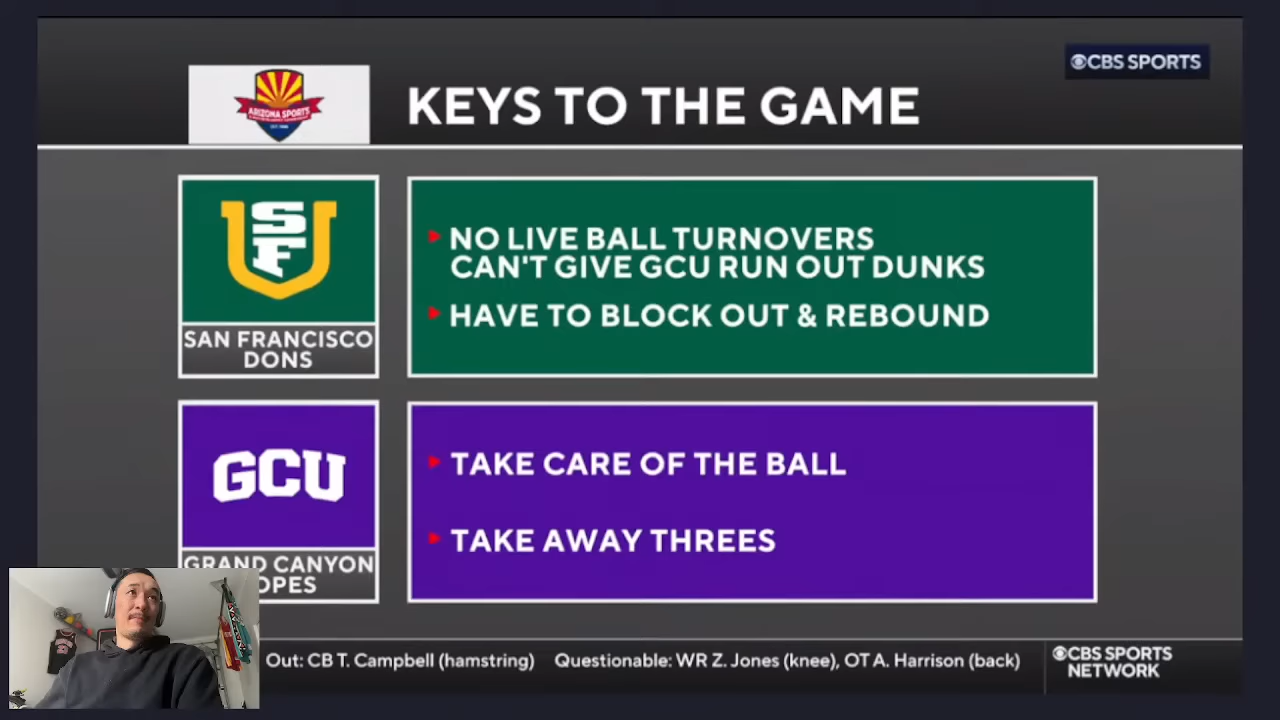 CBS SPORTS
ARIZONA SPORTS
KEYS TO THE GAME
SF
NO LIVE BALL TURNOVERS
CAN'T GIVE GCU RUN OUT DUNKS
HAVE TO BLOCK OUT & REBOUND
SAN FRANCISCO
DONS
GCU
TAKE CARE OF THE BALL
TAKE AWAY THREES
GRAND CANYON
OPES
Out: CB T. Campbell (hamstring) Questionable: WR Z. Jones (knee), OT A. Harrison (back)
CBS SPORTS
NETWORK